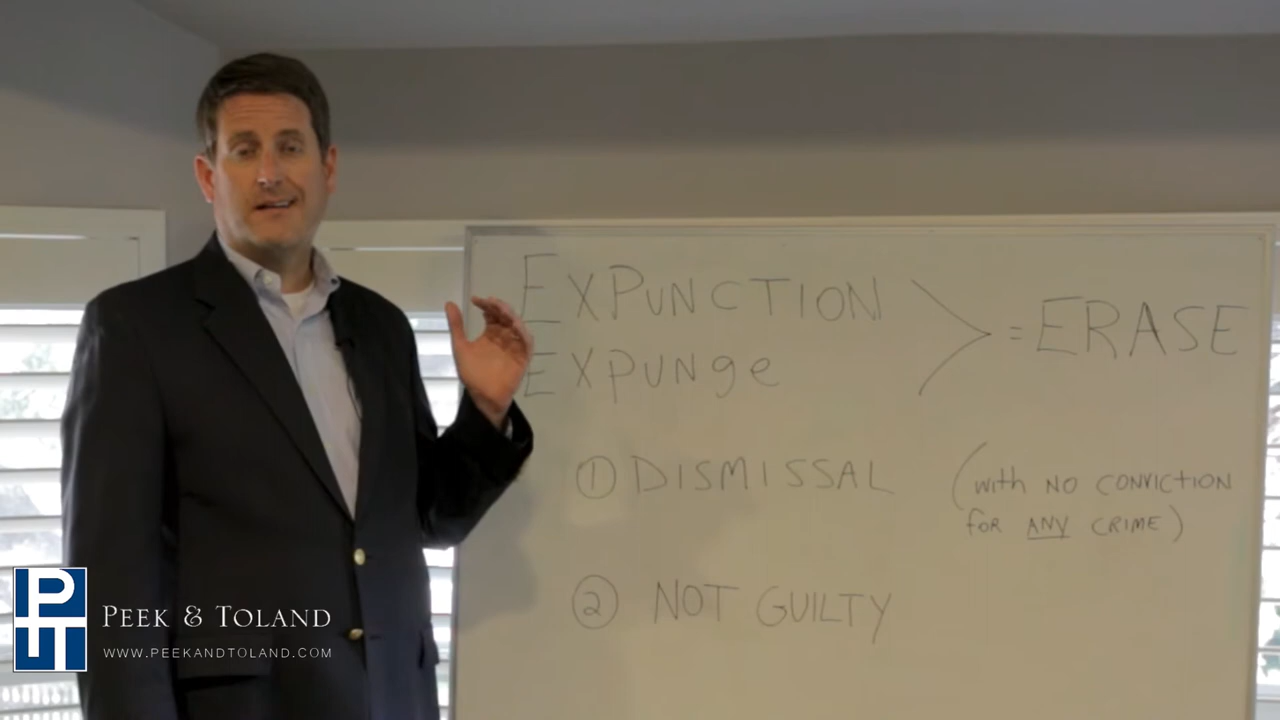 EXPUNCTION
EXPUNge
= ERASE
① DISMISSAL
(with NO CONVICTION
for ANY CRIME)
② NOT GUILTY
PEEK & TOLAND
WWW.PEEKANDTOLAND.COM